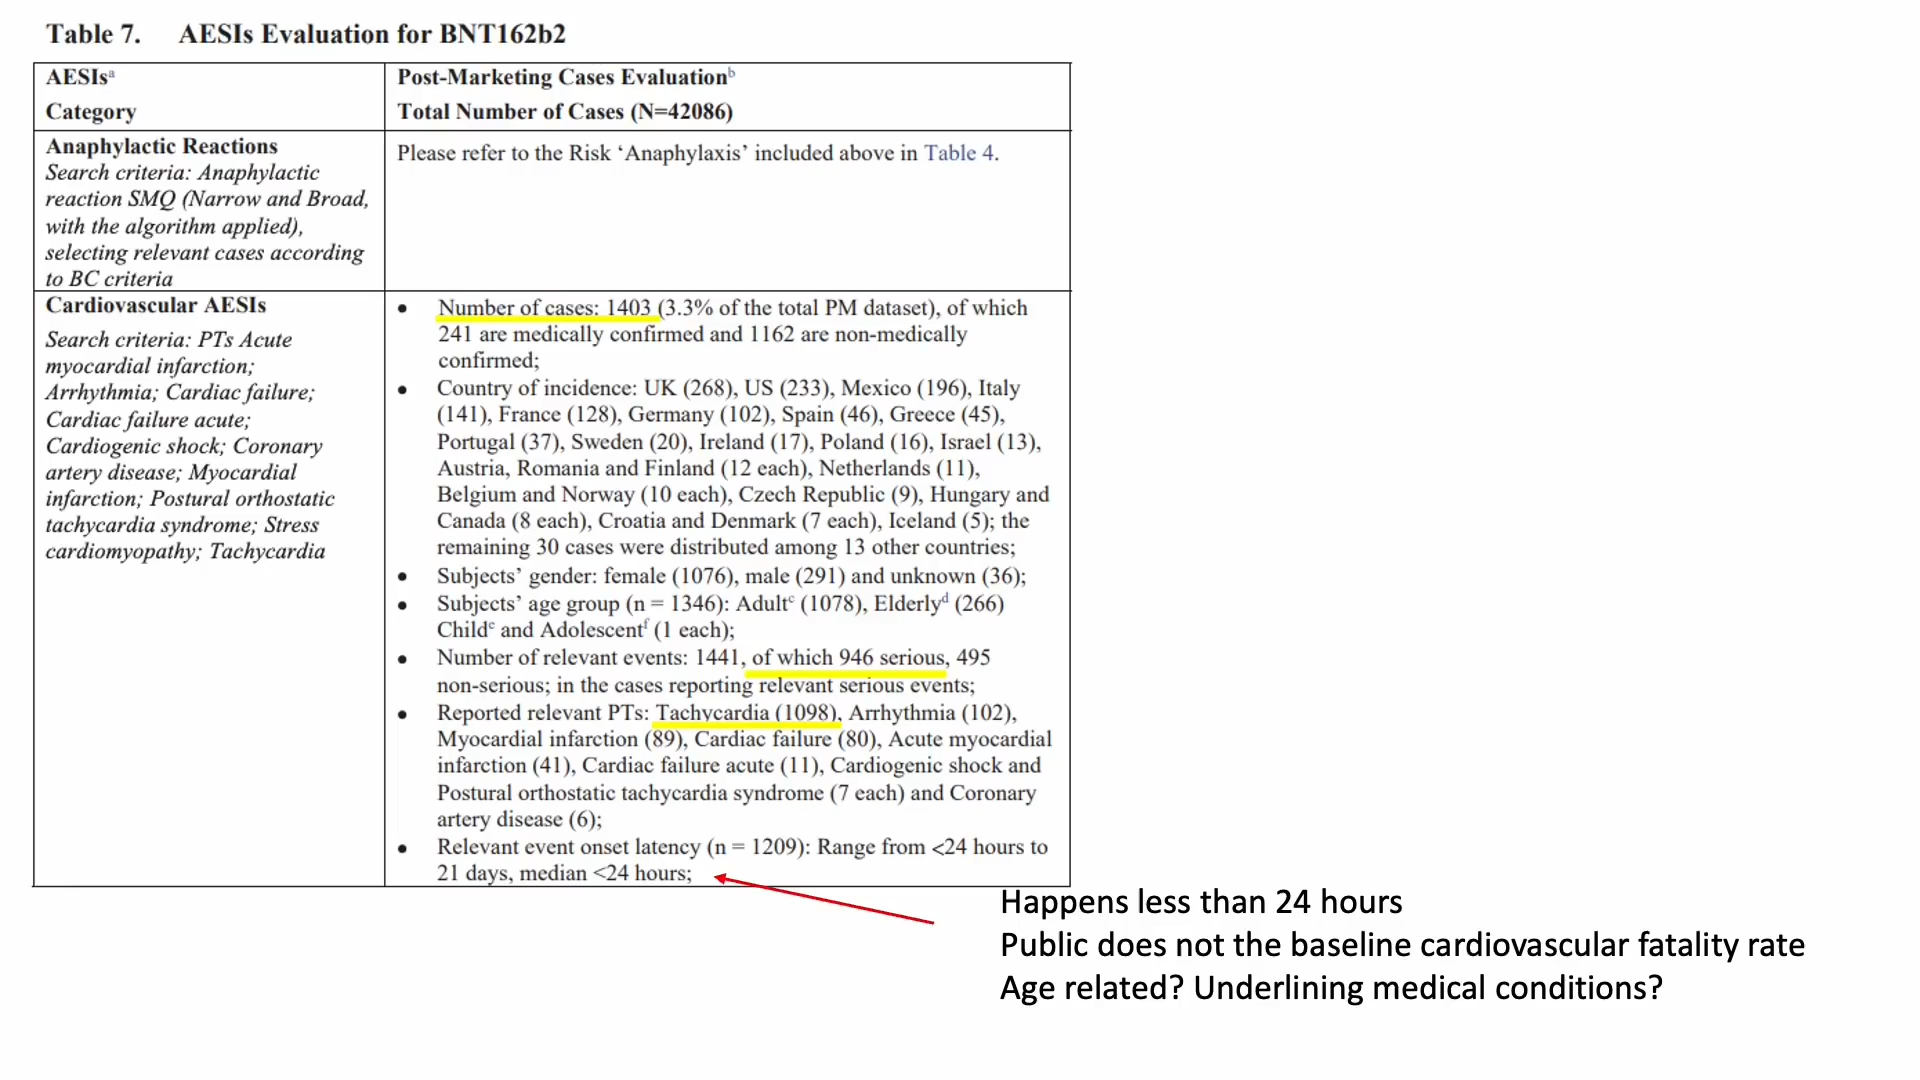 Table 7. AESIs Evaluation for BNT162b2
AESIsᵃ
Category
Post-Marketing Cases Evaluationᵇ
Total Number of Cases (N=42086)
Anaphylactic Reactions
Search criteria: Anaphylactic
reaction SMQ (Narrow and Broad,
with the algorithm applied),
selecting relevant cases according
to BC criteria
Please refer to the Risk ‘Anaphylaxis’ included above in Table 4.
Cardiovascular AESIs
Search criteria: PTs Acute
myocardial infarction;
Arrhythmia; Cardiac failure;
Cardiac failure acute;
Cardiogenic shock; Coronary
artery disease; Myocardial
infarction; Postural orthostatic
tachycardia syndrome; Stress
cardiomyopathy; Tachycardia
• Number of cases: 1403 (3.3% of the total PM dataset), of which
241 are medically confirmed and 1162 are non-medically
confirmed;
• Country of incidence: UK (268), US (233), Mexico (196), Italy
(141), France (128), Germany (102), Spain (46), Greece (45),
Portugal (37), Sweden (20), Ireland (17), Poland (16), Israel (13),
Austria, Romania and Finland (12 each), Netherlands (11),
Belgium and Norway (10 each), Czech Republic (9), Hungary and
Canada (8 each), Croatia and Denmark (7 each), Iceland (5); the
remaining 30 cases were distributed among 13 other countries;
• Subjects’ gender: female (1076), male (291) and unknown (36);
• Subjects’ age group (n = 1346): Adultᶜ (1078), Elderlyᵈ (266)
Childᵉ and Adolescentᶠ (1 each);
• Number of relevant events: 1441, of which 946 serious, 495
non-serious; in the cases reporting relevant serious events;
• Reported relevant PTs: Tachycardia (1098), Arrhythmia (102),
Myocardial infarction (89), Cardiac failure (80), Acute myocardial
infarction (41), Cardiac failure acute (11), Cardiogenic shock and
Postural orthostatic tachycardia syndrome (7 each) and Coronary
artery disease (6);
• Relevant event onset latency (n = 1209): Range from <24 hours to
21 days, median <24 hours;
Happens less than 24 hours
Public does not the baseline cardiovascular fatality rate
Age related? Underlining medical conditions?